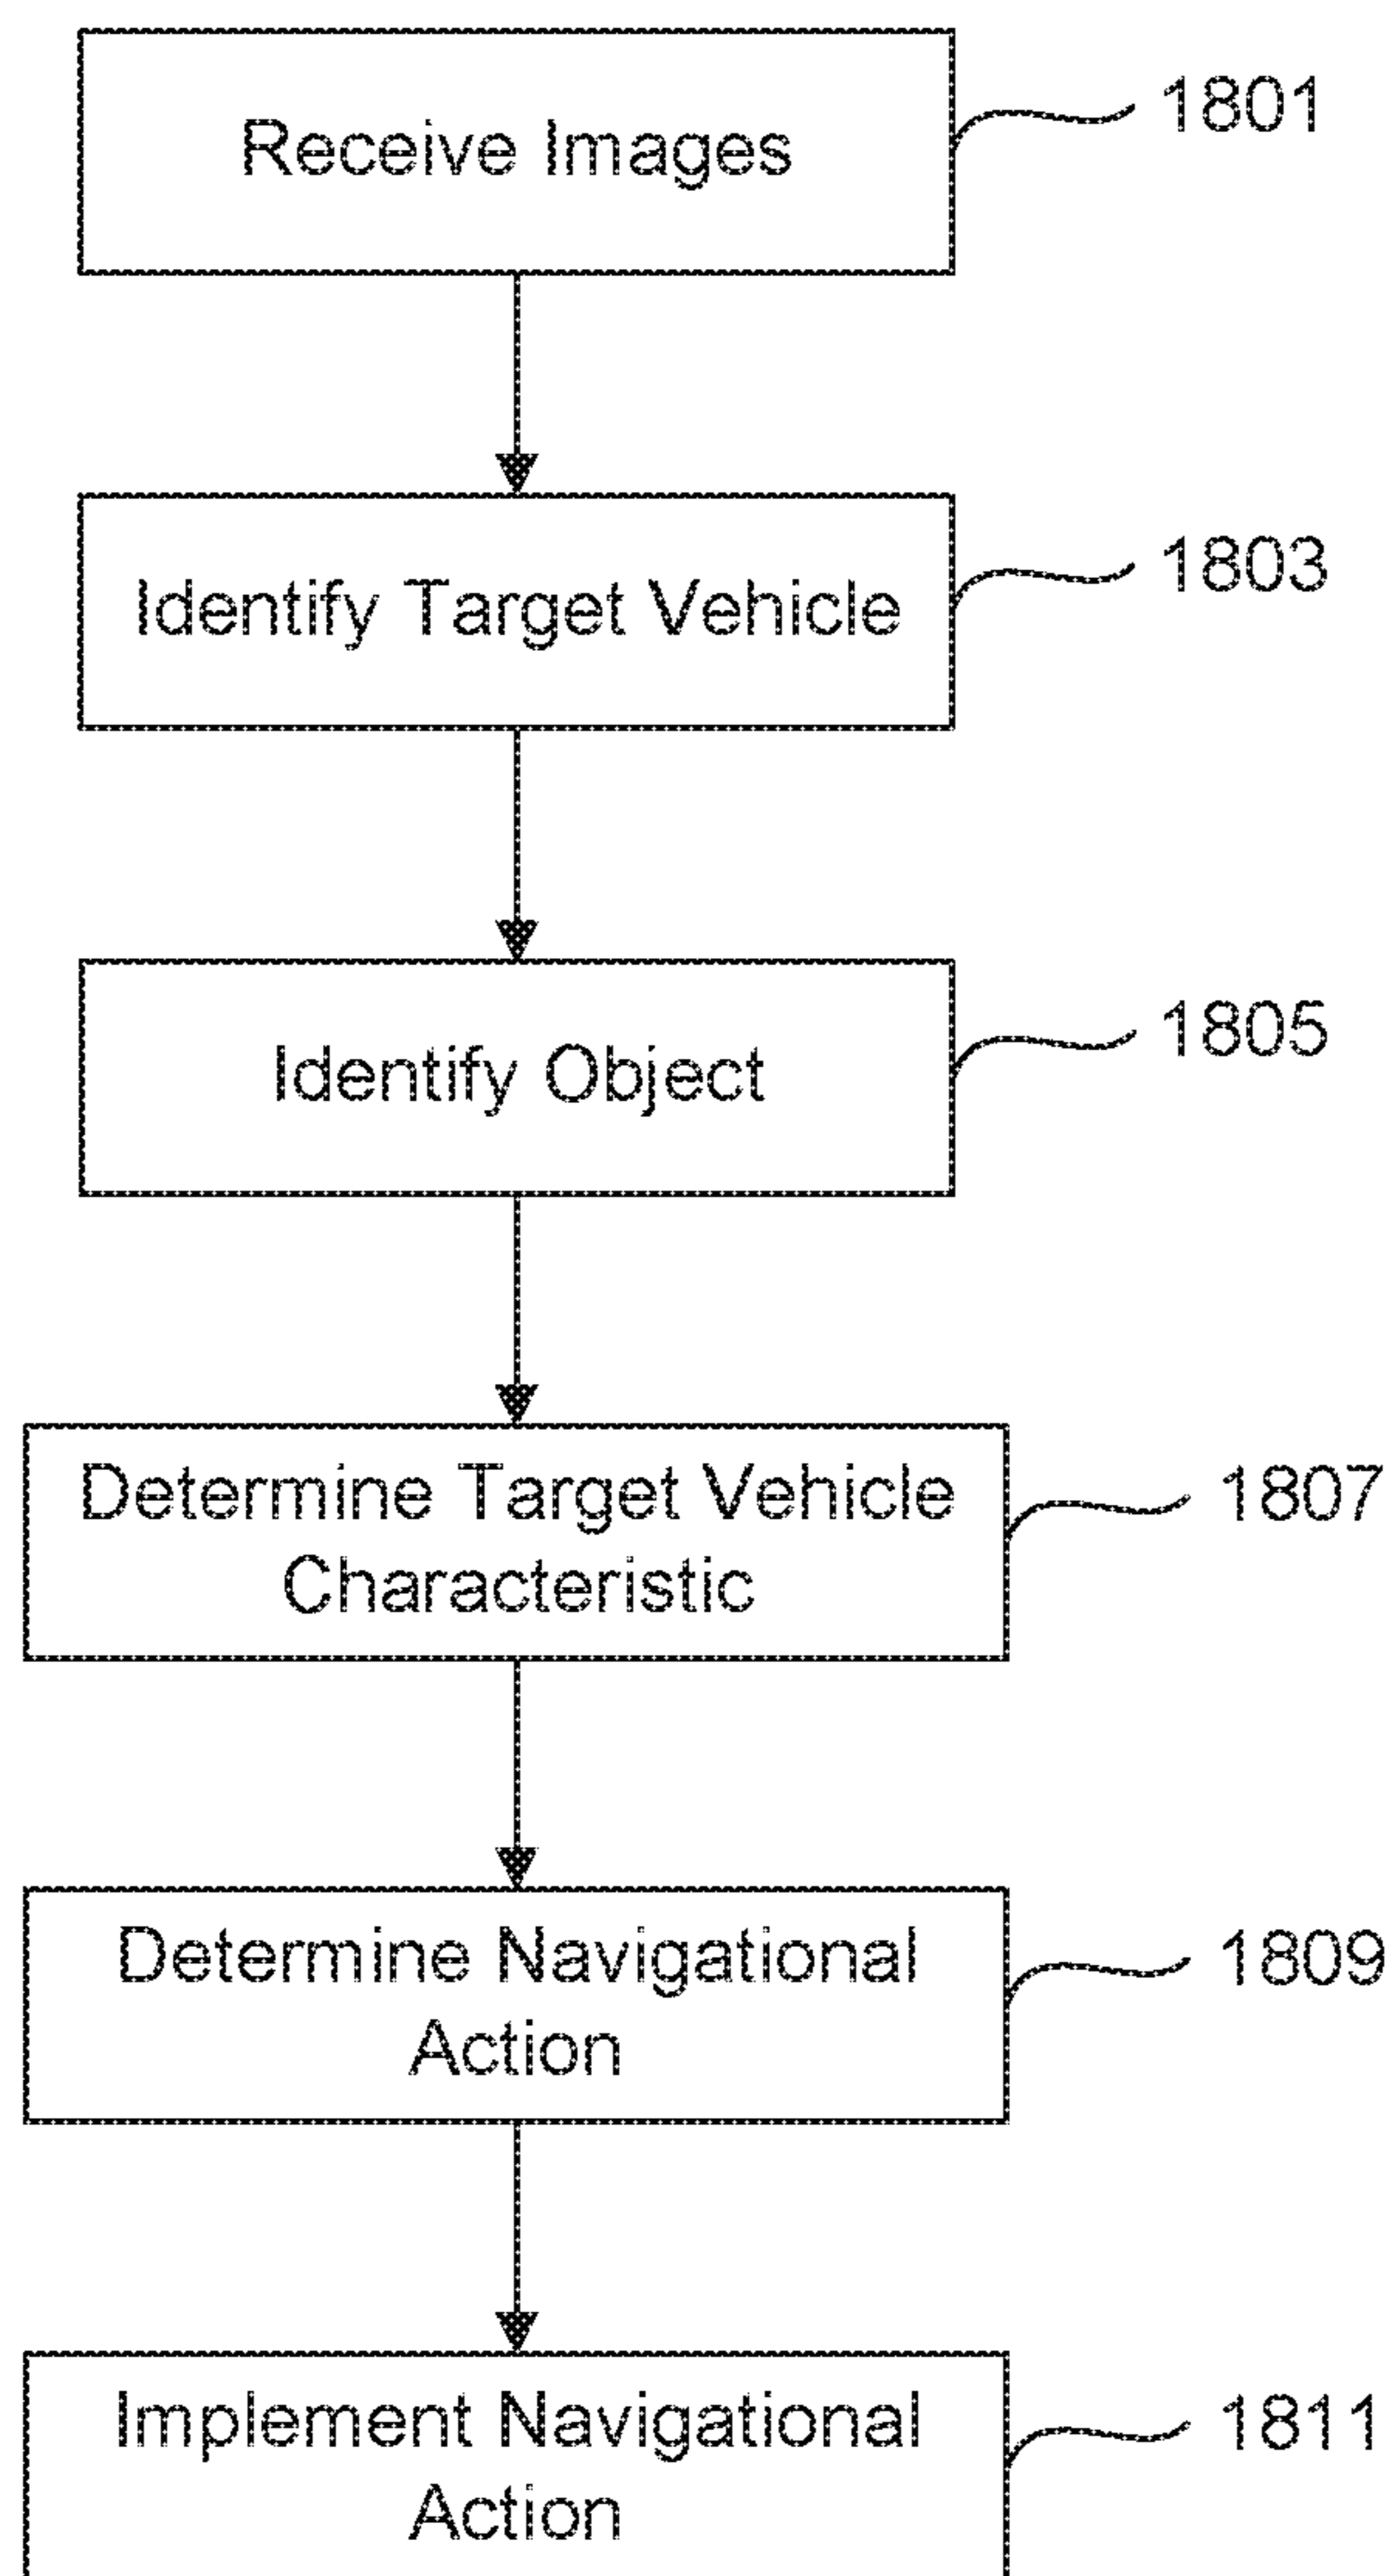 Receive Images
1801
Identify Target Vehicle
1803
Identify Object
1805
Determine Target Vehicle
Characteristic
1807
Determine Navigational
Action
1809
Implement Navigational
Action
1811